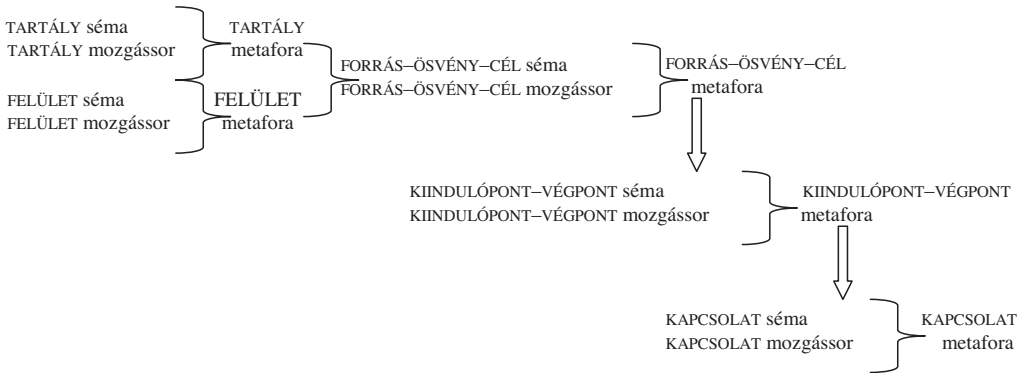 TARTÁLY séma
TARTÁLY mozgássor
TARTÁLY
metafora
FELÜLET séma
FELÜLET mozgássor
FELÜLET
metafora
FORRÁS–ÖSVÉNY–CÉL séma
FORRÁS–ÖSVÉNY–CÉL mozgássor
FORRÁS–ÖSVÉNY–CÉL
metafora
KIINDULÓPONT–VÉGPONT séma
KIINDULÓPONT–VÉGPONT mozgássor
KIINDULÓPONT–VÉGPONT
metafora
KAPCSOLAT séma
KAPCSOLAT mozgássor
KAPCSOLAT
metafora